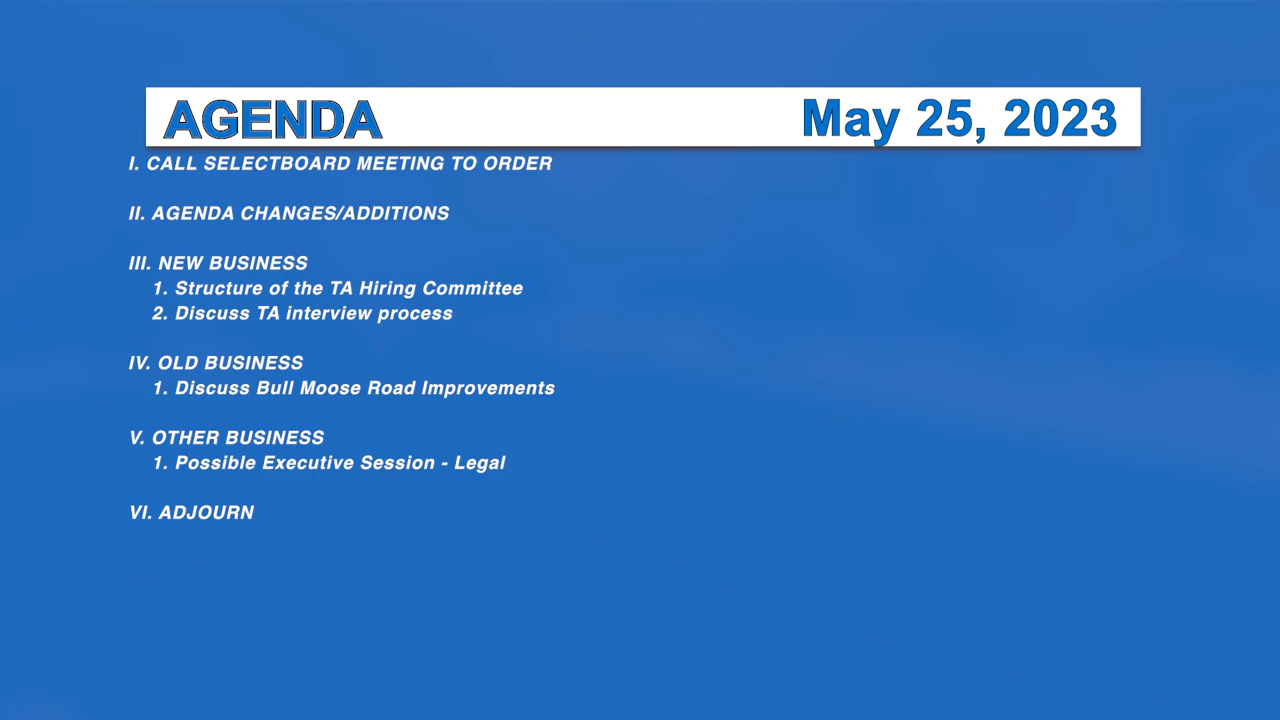 AGENDA May 25, 2023
I. CALL SELECTBOARD MEETING TO ORDER
II. AGENDA CHANGES/ADDITIONS
III. NEW BUSINESS
1. Structure of the TA Hiring Committee
2. Discuss TA interview process
IV. OLD BUSINESS
1. Discuss Bull Moose Road Improvements
V. OTHER BUSINESS
1. Possible Executive Session - Legal
VI. ADJOURN